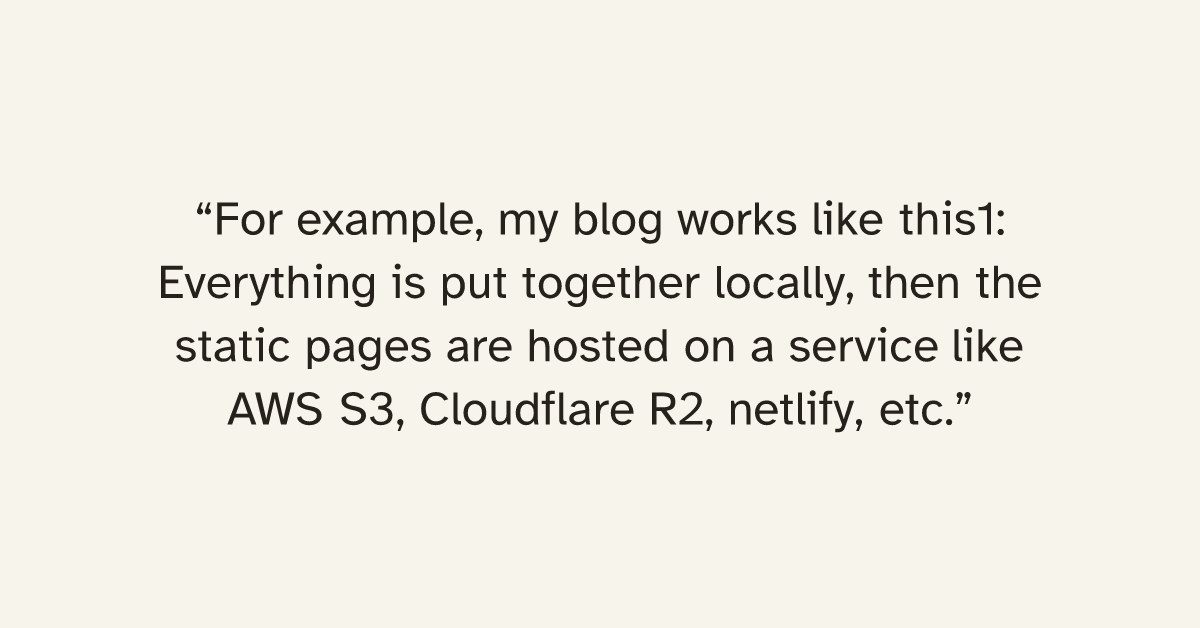 “For example, my blog works like this1:
Everything is put together locally, then the
static pages are hosted on a service like
AWS S3, Cloudflare R2, netlify, etc.”